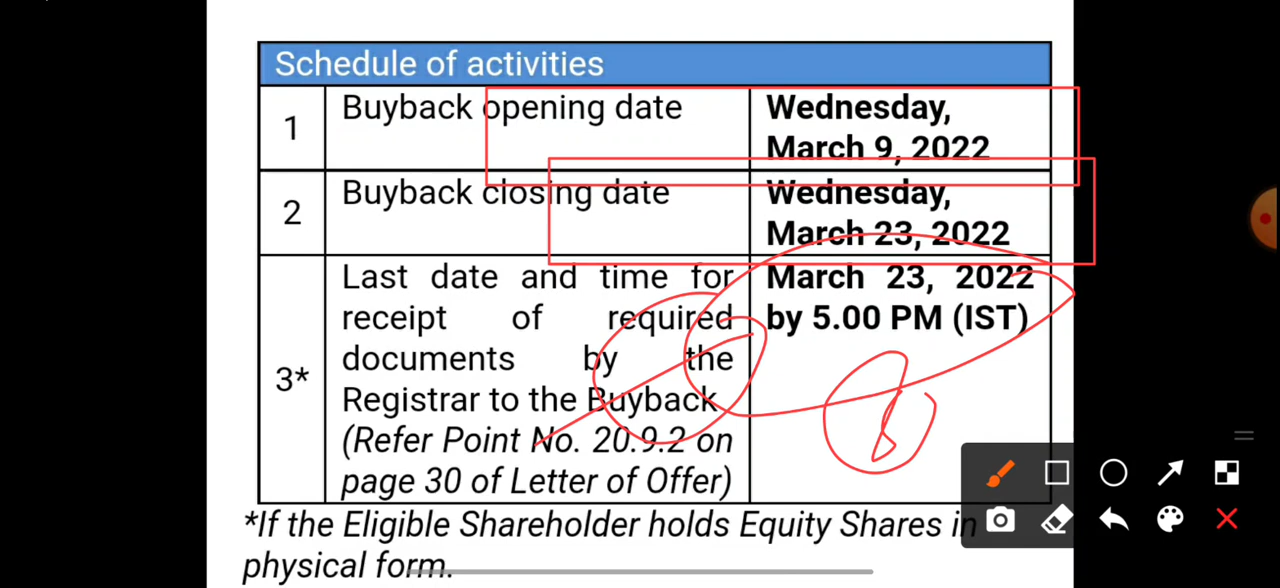 Schedule of activities
1 Buyback opening date Wednesday,
March 9, 2022
2 Buyback closing date Wednesday,
March 23, 2022
3* Last date and time for receipt of required documents by the Registrar to the Buyback
(Refer Point No. 20.9.2 on page 30 of Letter of Offer)
March 23, 2022
by 5.00 PM (IST)
*If the Eligible Shareholder holds Equity Shares in
physical form.